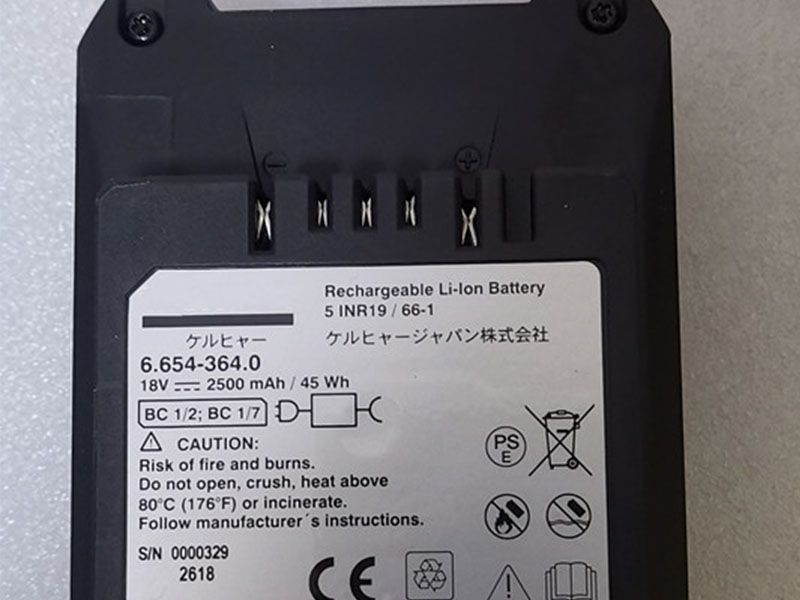 Rechargeable Li-Ion Battery
5 INR19 / 66-1
ケルヒャー
ケルヒャージャパン株式会社
6.654-364.0
18V 2500 mAh / 45 Wh
BC 1/2; BC 1/7
CAUTION:
Risk of fire and burns.
Do not open, crush, heat above
80°C (176°F) or incinerate.
Follow manufacturer´s instructions.
PS
E
S/N 0000329
2618
CE